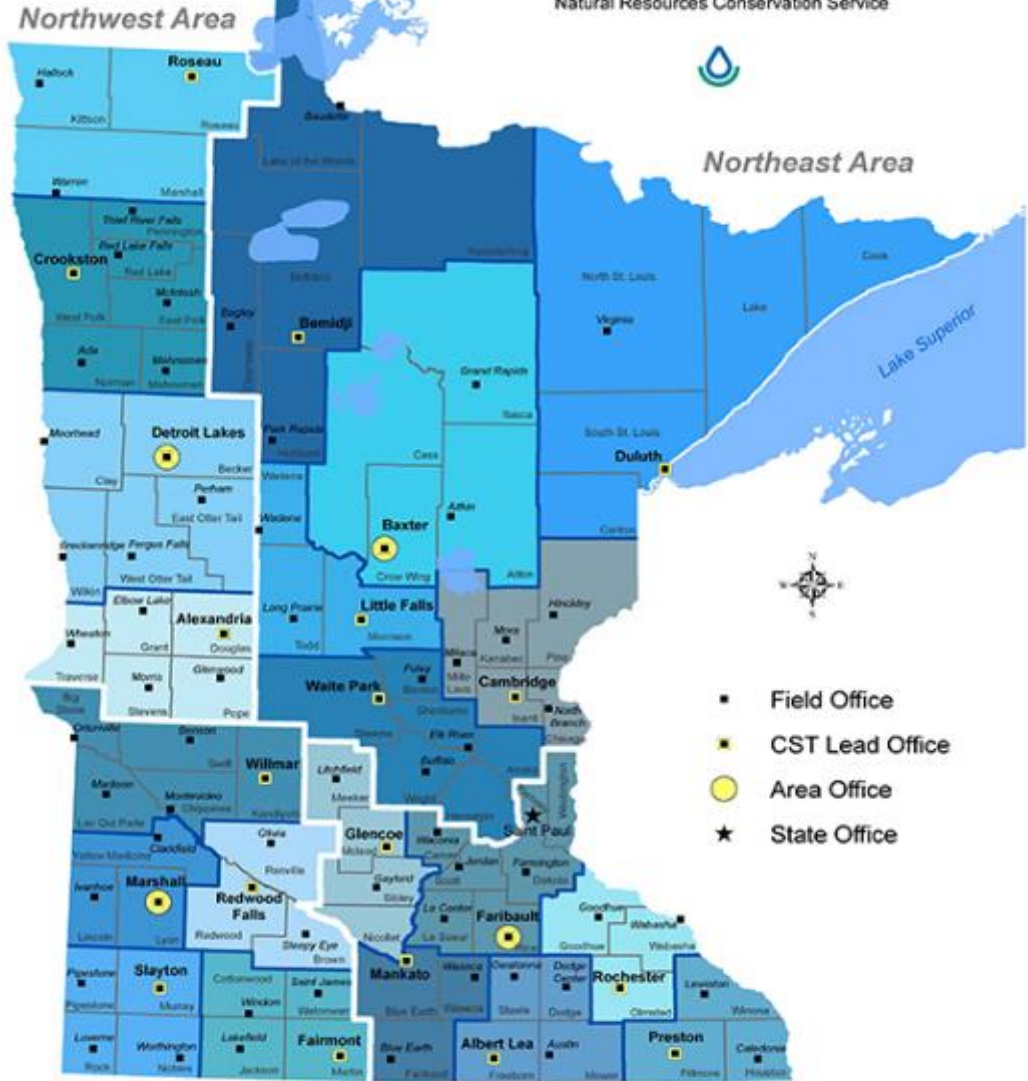 Natural Resources Conservation Service
Northwest Area
Northeast Area
Roseau
Hallock
Kittson
Roseau
Baudette
Lake of the Woods
Warren
Marshall
Thief River Falls
Pennington
Red Lake Falls
Red Lake
Crookston
McIntosh
West Polk
East Polk
Koochiching
Beltrami
Bagley
Bemidji
Ada
Norman
Mahnomen
Mahnomen
North St. Louis
Virginia
Lake
Cook
Lake Superior
Grand Rapids
Itasca
Moorhead
Clay
Detroit Lakes
Becker
Park Rapids
Hubbard
Cass
South St. Louis
Duluth
Carlton
Perham
East Otter Tail
Wadena
Wadena
Aitkin
Aitkin
Baxter
Crow Wing
Breckenridge
Fergus Falls
West Otter Tail
Wilkin
Elbow Lake
Grant
Alexandria
Douglas
Long Prairie
Todd
Little Falls
Morrison
Hinckley
Pine
Mora
Kanabec
Milaca
Mille
Lacs
Wheaton
Traverse
Morris
Stevens
Glenwood
Pope
Waite Park
Stearns
Foley
Benton
Sherburne
Cambridge
Isanti
North
Branch
Chisago
Elk River
Buffalo
Wright
Anoka
Hennepin
Washington
Saint Paul
Big
Stone
Ortonville
Benson
Swift
Willmar
Kandiyohi
Litchfield
Meeker
Madison
Lac Qui Parle
Montevideo
Chippewa
Clarkfield
Yellow Medicine
Olivia
Renville
Glencoe
Mcleod
Gaylord
Sibley
Nicollet
Waconia
Carver
Jordan
Scott
Farmington
Dakota
Ivanhoe
Lincoln
Marshall
Lyon
Redwood
Falls
Redwood
Sleepy Eye
Brown
Le Center
Le Sueur
Faribault
Rice
Goodhue
Goodhue
Wabasha
Wabasha
Pipestone
Pipestone
Slayton
Murray
Cottonwood
Windom
Saint James
Watonwan
Mankato
Blue Earth
Waseca
Waseca
Owatonna
Steele
Dodge
Center
Dodge
Rochester
Olmsted
Lewiston
Winona
Luverne
Rock
Worthington
Nobles
Lakefield
Jackson
Fairmont
Martin
Blue Earth
Faribault
Albert Lea
Freeborn
Austin
Mower
Preston
Fillmore
Caledonia
Houston
N
W
E
S
Field Office
CST Lead Office
Area Office
State Office